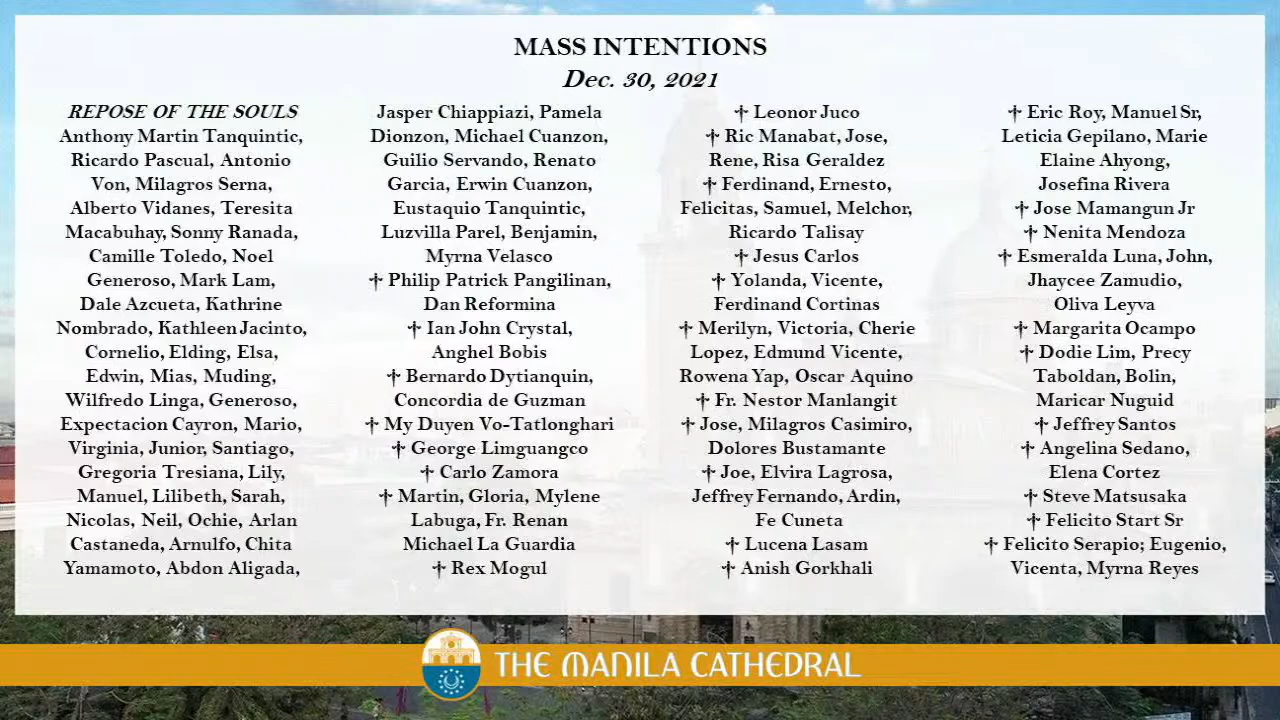 MASS INTENTIONS
Dec. 30, 2021
REPOSE OF THE SOULS
Anthony Martin Tanquintic,
Ricardo Pascual, Antonio
Von, Milagros Serna,
Alberto Vidanes, Teresita
Macabuhay, Sonny Ranada,
Camille Toledo, Noel
Generoso, Mark Lam,
Dale Azcueta, Kathrine
Nombrado, Kathleen Jacinto,
Cornelio, Elding, Elsa,
Edwin, Mias, Muding,
Wilfredo Linga, Generoso,
Expectacion Cayron, Mario,
Virginia, Junior, Santiago,
Gregoria Tresiana, Lily,
Manuel, Lilibeth, Sarah,
Nicolas, Neil, Ochie, Arlan
Castaneda, Arnulfo, Chita
Yamamoto, Abdon Aligada,
Jasper Chiappiazi, Pamela
Dionzon, Michael Cuanzon,
Guilio Servando, Renato
Garcia, Erwin Cuanzon,
Eustaquio Tanquintic,
Luzvilla Parel, Benjamin,
Myrna Velasco
✝ Philip Patrick Pangilinan,
Dan Reformina
✝ Ian John Crystal,
Anghel Bobis
✝ Bernardo Dytianquin,
Concordia de Guzman
✝ My Duyen Vo-Tatlonghari
✝ George Limguangco
✝ Carlo Zamora
✝ Martin, Gloria, Mylene
Labuga, Fr. Renan
Michael La Guardia
✝ Rex Mogul
✝ Leonor Juco
✝ Ric Manabat, Jose,
Rene, Risa Geraldez
✝ Ferdinand, Ernesto,
Felicitas, Samuel, Melchor,
Ricardo Talisay
✝ Jesus Carlos
✝ Yolanda, Vicente,
Ferdinand Cortinas
✝ Merilyn, Victoria, Cherie
Lopez, Edmund Vicente,
Rowena Yap, Oscar Aquino
✝ Fr. Nestor Manlangit
✝ Jose, Milagros Casimiro,
Dolores Bustamante
✝ Joe, Elvira Lagrosa,
Jeffrey Fernando, Ardin,
Fe Cuneta
✝ Lucena Lasam
✝ Anish Gorkhali
✝ Eric Roy, Manuel Sr,
Leticia Gepilano, Marie
Elaine Ahyong,
Josefina Rivera
✝ Jose Mamangun Jr
✝ Nenita Mendoza
✝ Esmeralda Luna, John,
Jhaycee Zamudio,
Oliva Leyva
✝ Margarita Ocampo
✝ Dodie Lim, Precy
Taboldan, Bolin,
Maricar Nuguid
✝ Jeffrey Santos
✝ Angelina Sedano,
Elena Cortez
✝ Steve Matsusaka
✝ Felicito Start Sr
✝ Felicito Serapio; Eugenio,
Vicenta, Myrna Reyes
THE MANILA CATHEDRAL